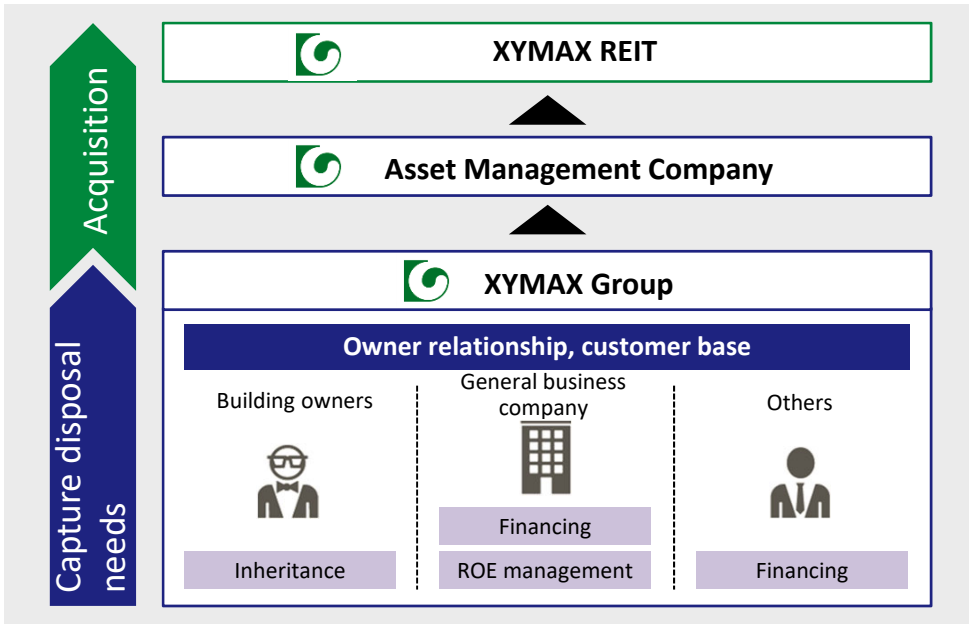 Acquisition
Capture disposal
needs
XYMAX REIT
Asset Management Company
XYMAX Group
Owner relationship, customer base
Building owners
Inheritance
General business
company
Financing
ROE management
Others
Financing